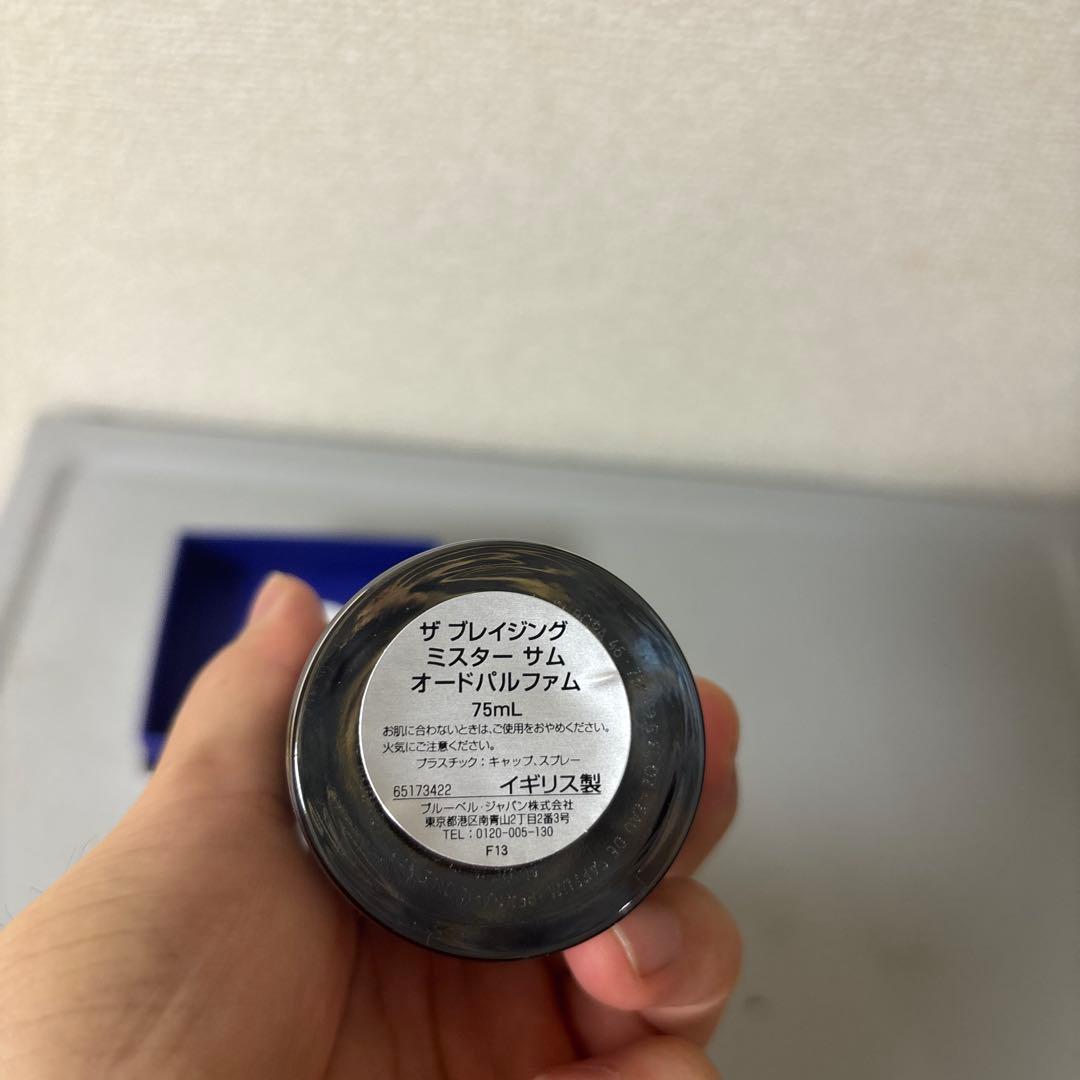 ザ ブレイジング
ミスター サム
オードパルファム
75mL
お肌に合わないときは、ご使用をおやめください。
火気にご注意ください。
プラスチック：キャップ、スプレー
65173422 イギリス製
ブルーベル・ジャパン株式会社
東京都港区南青山2丁目2番3号
TEL：0120-005-130
F13